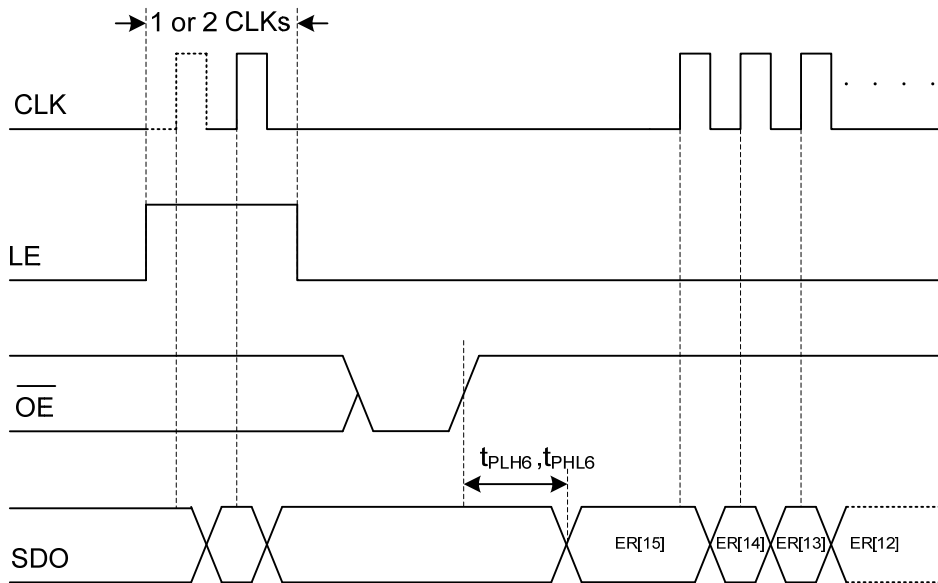 1 or 2 CLKs
CLK
. . . .
LE
OE
tPLH6 ,tPHL6
SDO
ER[15]
ER[14]
ER[13]
ER[12]